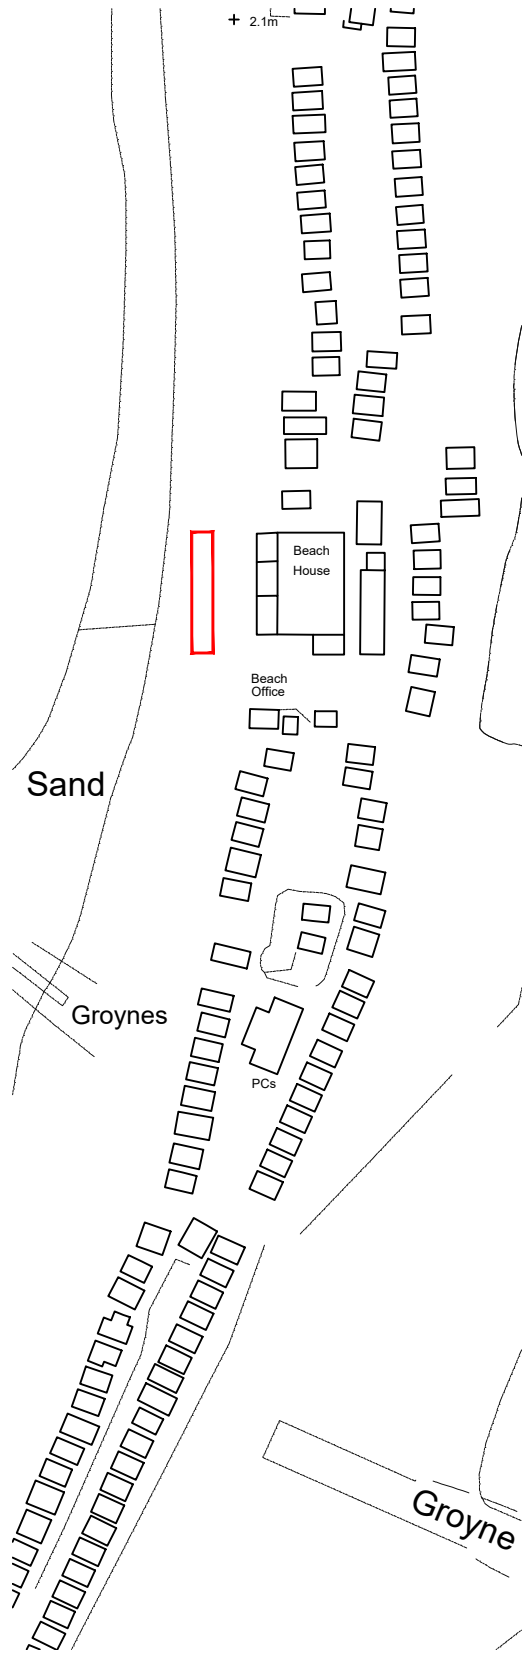 + 2.1m
Beach
House
Beach
Office
Sand
Groynes
PCs
Groyne